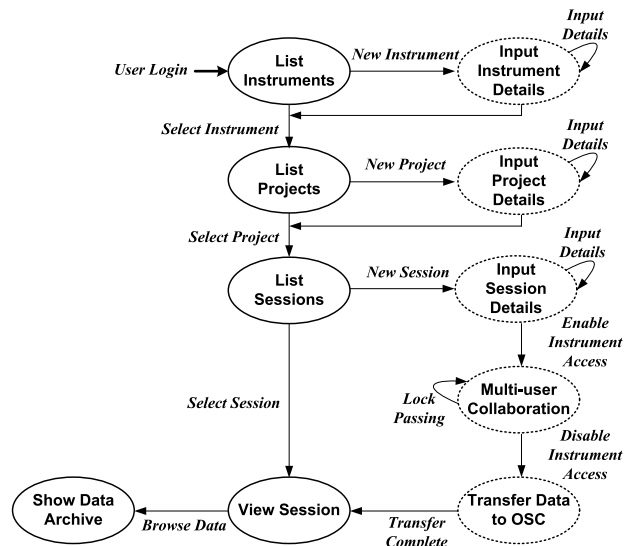 User Login
List
Instruments
New Instrument
Input
Instrument
Details
Input
Details
Select Instrument
List
Projects
New Project
Input
Project
Details
Input
Details
Select Project
List
Sessions
New Session
Input
Session
Details
Input
Details
Enable
Instrument
Access
Select Session
Lock
Passing
Multi-user
Collaboration
Disable
Instrument
Access
Show Data
Archive
Browse Data
View Session
Transfer
Complete
Transfer Data
to OSC